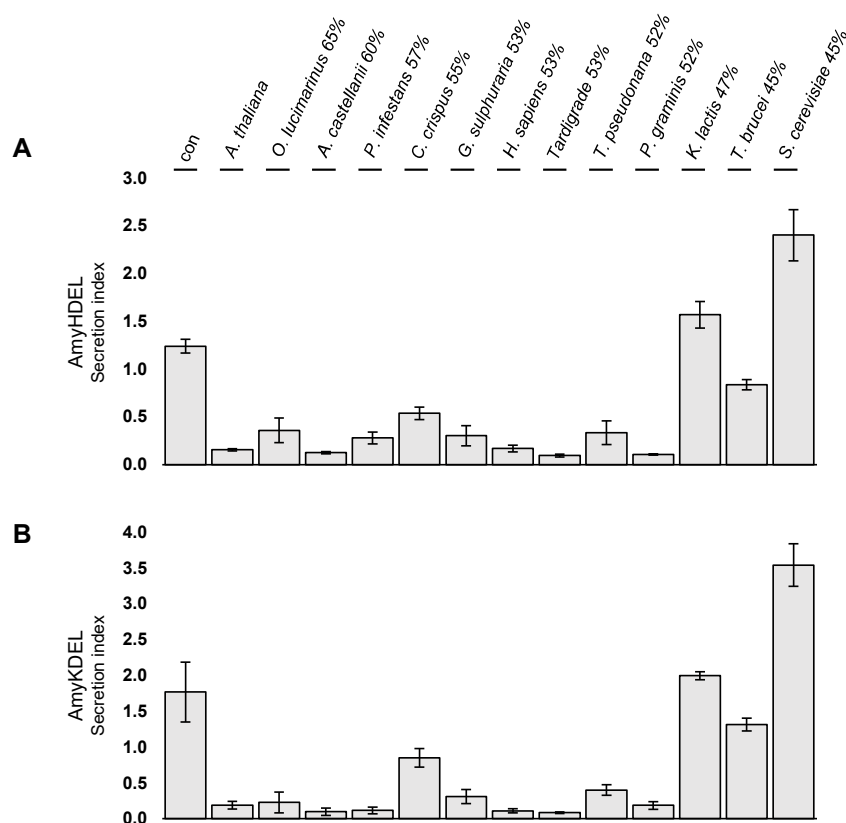 con
A. thaliana
O. lucimarinus 65%
A. castellanii 60%
P. infestans 57%
C. crispus 55%
G. sulphuraria 53%
H. sapiens 53%
Tardigrade 53%
T. pseudonana 52%
P. graminis 52%
K. lactis 47%
T. brucei 45%
S. cerevisiae 45%
A
AmyHDEL
Secretion index
3.0
2.5
2.0
1.5
1.0
0.5
0.0
B
AmyKDEL
Secretion index
4.0
3.5
3.0
2.5
2.0
1.5
1.0
0.5
0.0